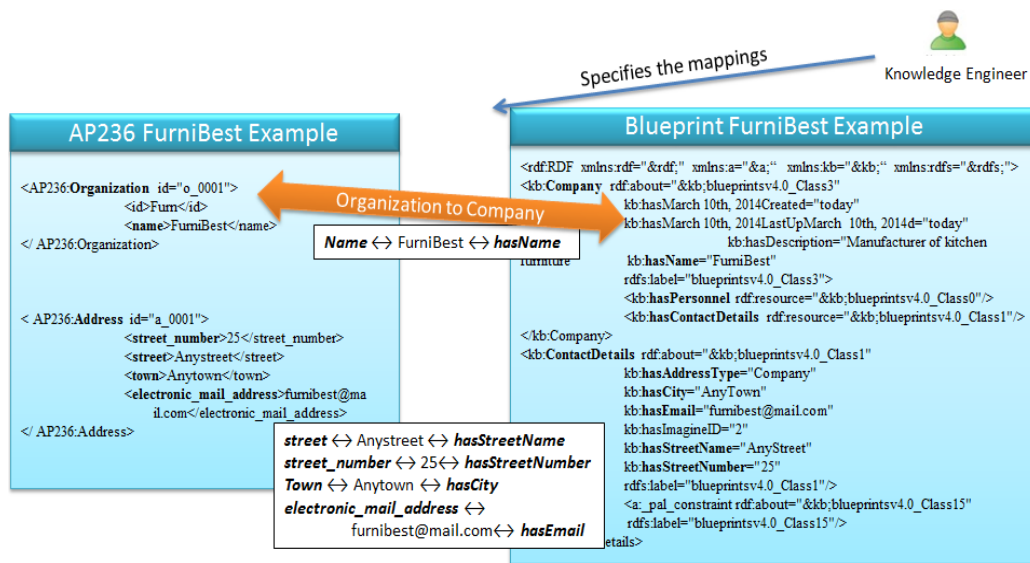 Specifies the mappings
Knowledge Engineer
AP236 FurniBest Example
<AP236:Organization id="o_0001">
<id>Furn</id>
<name>FurniBest</name>
</ AP236:Organization>
< AP236:Address id="a_0001">
<street_number>25</street_number>
<street>Anystreet</street>
<town>Anytown</town>
<electronic_mail_address>furnibest@ma
il.com</electronic_mail_address>
</ AP236:Address>
Organization to Company
Name ↔ FurniBest ↔ hasName
street ↔ Anystreet ↔ hasStreetName
street_number ↔ 25↔ hasStreetNumber
Town ↔ Anytown ↔ hasCity
electronic_mail_address ↔
furnibest@mail.com↔ hasEmail
Blueprint FurniBest Example
<rdf:RDF xmlns:rdf="&rdf;" xmlns:a="&a;“ xmlns:kb="&kb;“ xmlns:rdfs="&rdfs;">
<kb:Company rdf:about="&kb;blueprintsv4.0_Class3"
kb:hasMarch 10th, 2014Created="today"
kb:hasMarch 10th, 2014LastUpMarch 10th, 2014d="today"
kb:hasDescription="Manufacturer of kitchen
furniture kb:hasName="FurniBest"
rdfs:label="blueprintsv4.0_Class3">
<kb:hasPersonnel rdf:resource="&kb;blueprintsv4.0_Class0"/>
<kb:hasContactDetails rdf:resource="&kb;blueprintsv4.0_Class1"/>
</kb:Company>
<kb:ContactDetails rdf:about="&kb;blueprintsv4.0_Class1"
kb:hasAddressType="Company"
kb:hasCity="AnyTown"
kb:hasEmail="furnibest@mail.com"
kb:hasImagineID="2"
kb:hasStreetName="AnyStreet"
kb:hasStreetNumber="25"
rdfs:label="blueprintsv4.0_Class1"/>
<a:_pal_constraint rdf:about="&kb;blueprintsv4.0_Class15"
rdfs:label="blueprintsv4.0_Class15"/>
etails>